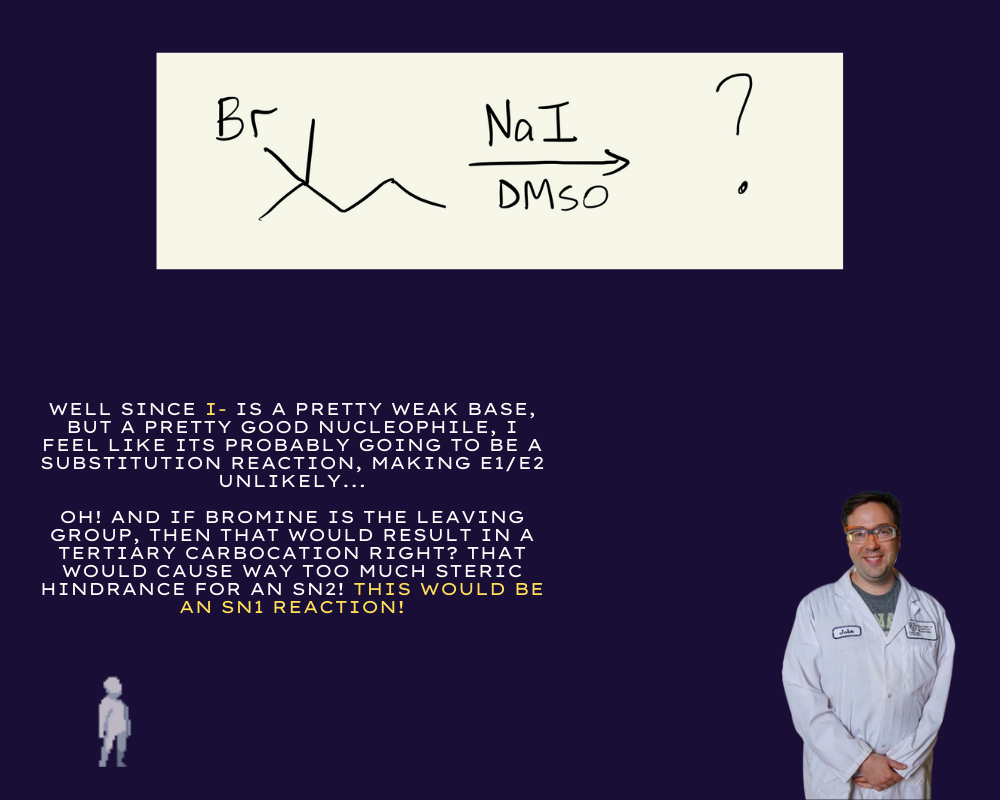 Br
NaI
DMSO
?
WELL SINCE I- IS A PRETTY WEAK BASE,
BUT A PRETTY GOOD NUCLEOPHILE, I
FEEL LIKE ITS PROBABLY GOING TO BE A
SUBSTITUTION REACTION, MAKING E1/E2
UNLIKELY...
OH! AND IF BROMINE IS THE LEAVING
GROUP, THEN THAT WOULD RESULT IN A
TERTIARY CARBOCATION RIGHT? THAT
WOULD CAUSE WAY TOO MUCH STERIC
HINDRANCE FOR AN SN2! THIS WOULD BE
AN SN1 REACTION!
John